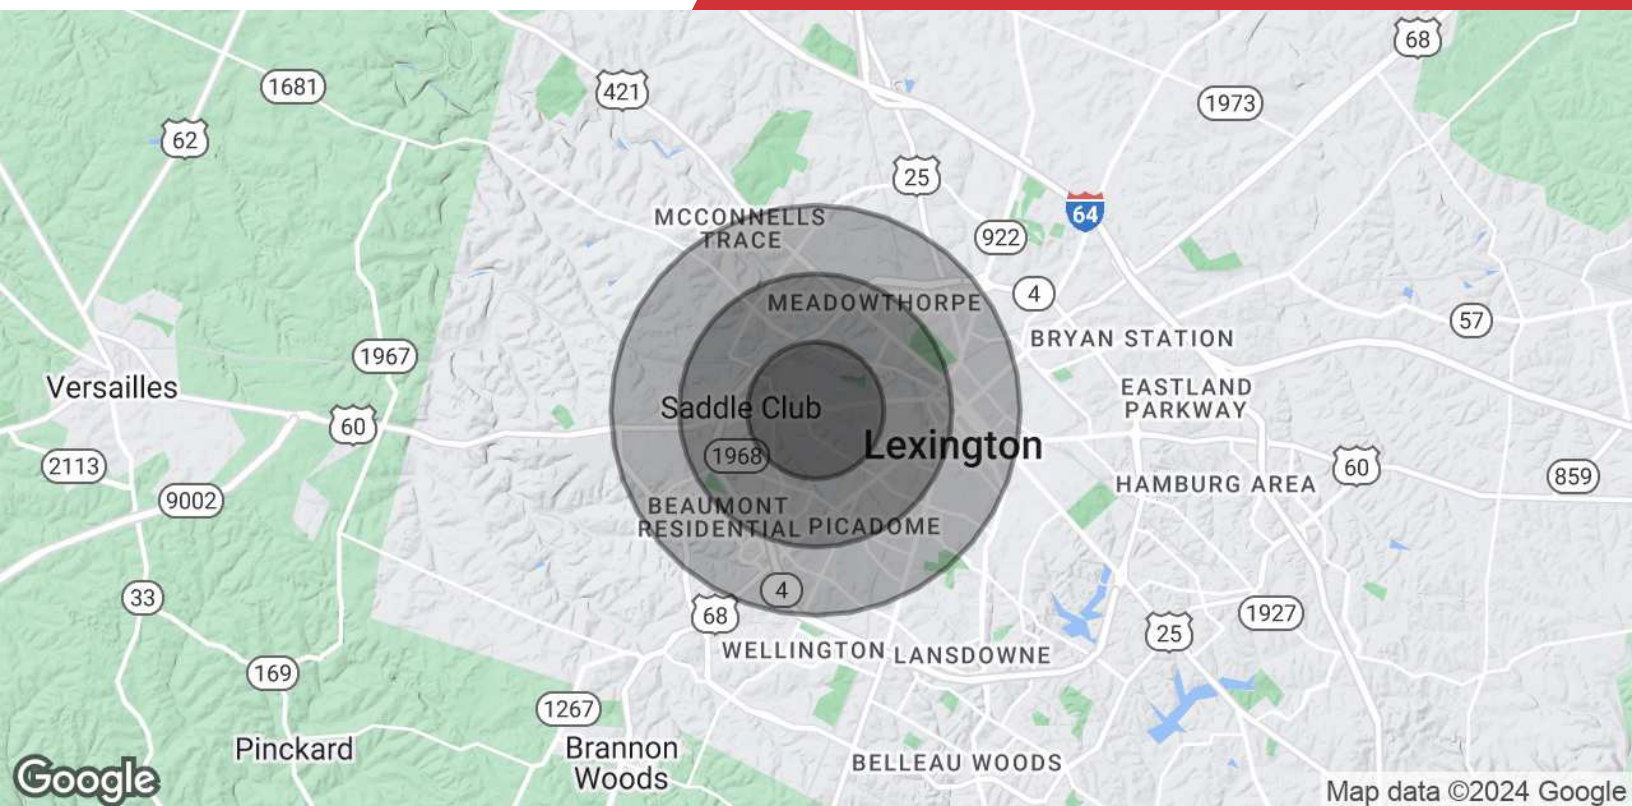 68
1681
421
1973
62
25
64
MCCONNELLS
TRACE
922
4
MEADOWTHORPE
57
BRYAN STATION
1967
Versailles
EASTLAND
PARKWAY
Saddle Club
60
Lexington
1968
2113
60
859
HAMBURG AREA
9002
BEAUMONT
RESIDENTIAL
PICADOME
4
33
68
1927
25
WELLINGTON
LANSDOWNE
169
1267
Pinckard
Brannon
Woods
BELLEAU WOODS
Google
Map data ©2024 Google